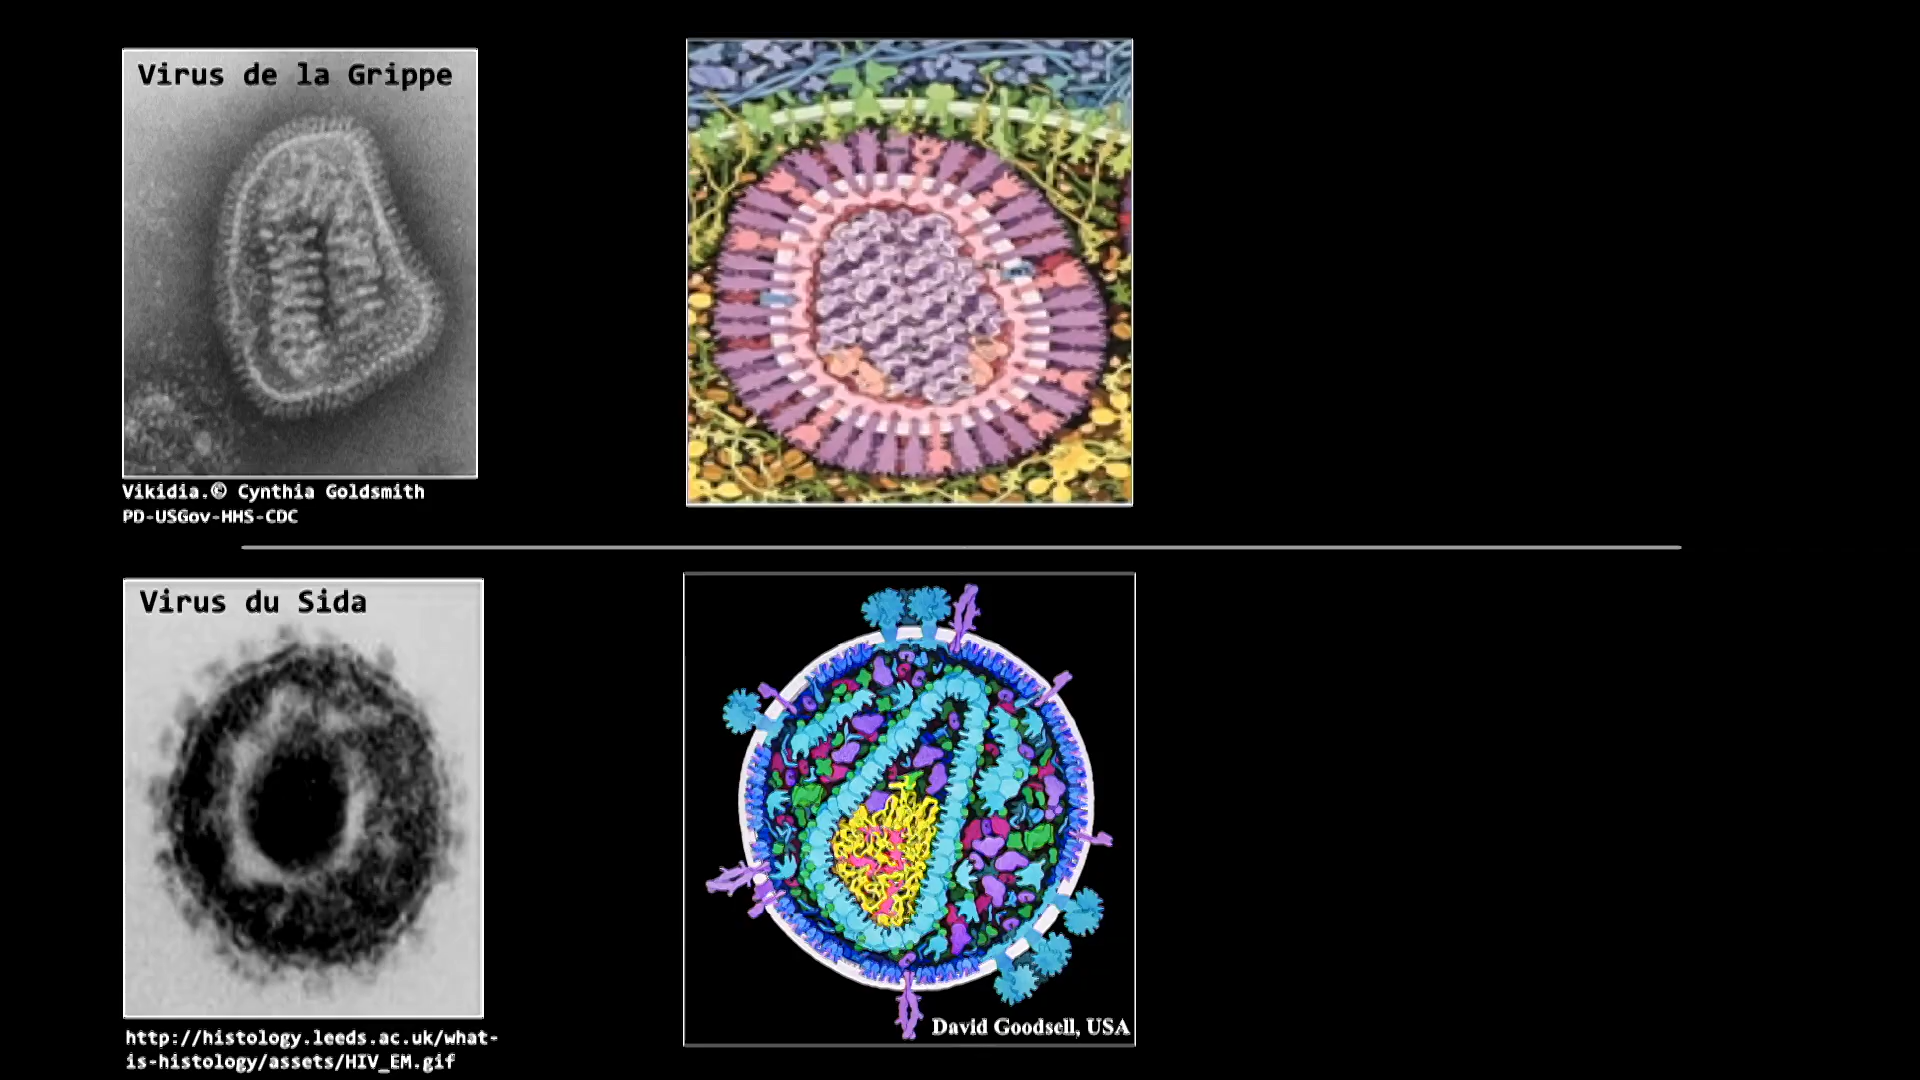 Virus de la Grippe
Vikidia.© Cynthia Goldsmith
PD-USGov-HHS-CDC
Virus du Sida
David Goodsell, USA
http://histology.leeds.ac.uk/what-
is-histology/assets/HIV_EM.gif